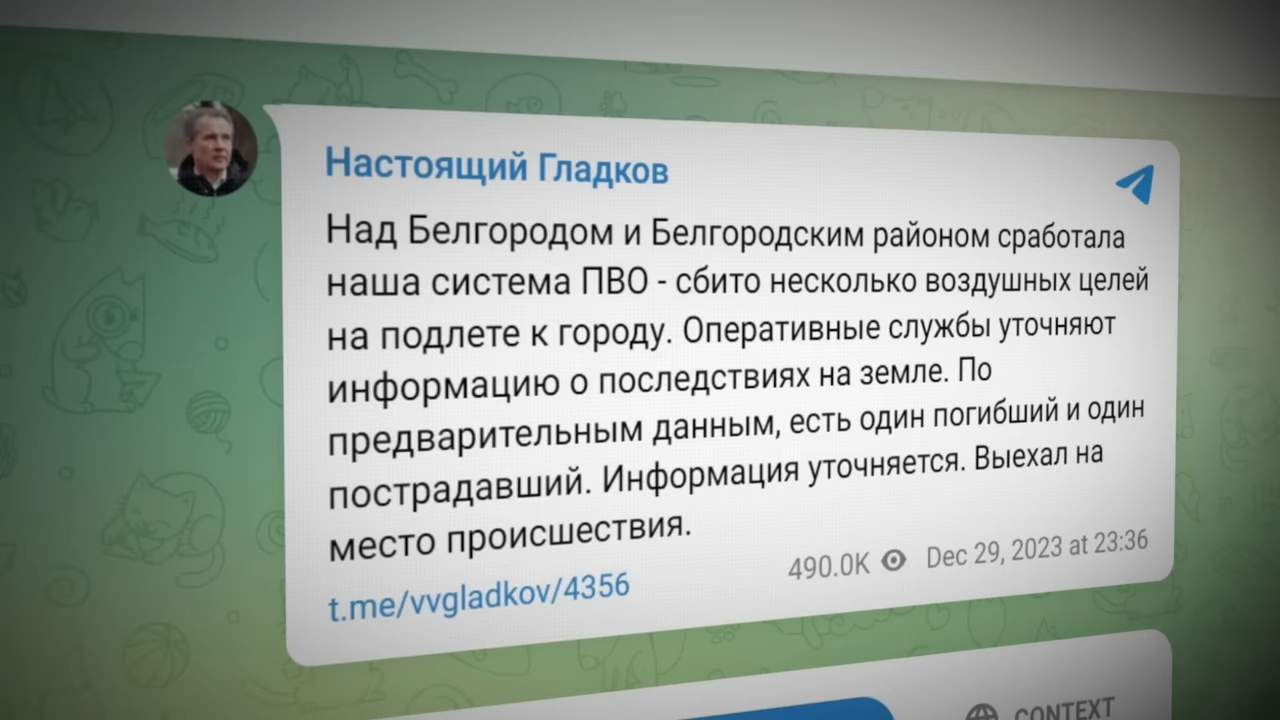 Настоящий Гладков
Над Белгородом и Белгородским районом сработала
наша система ПВО - сбито несколько воздушных целей
на подлете к городу. Оперативные службы уточняют
информацию о последствиях на земле. По
предварительным данным, есть один погибший и один
пострадавший. Информация уточняется. Выехал на
место происшествия.
t.me/vvgladkov/4356
490.0K Dec 29, 2023 at 23:36
CONTEXT